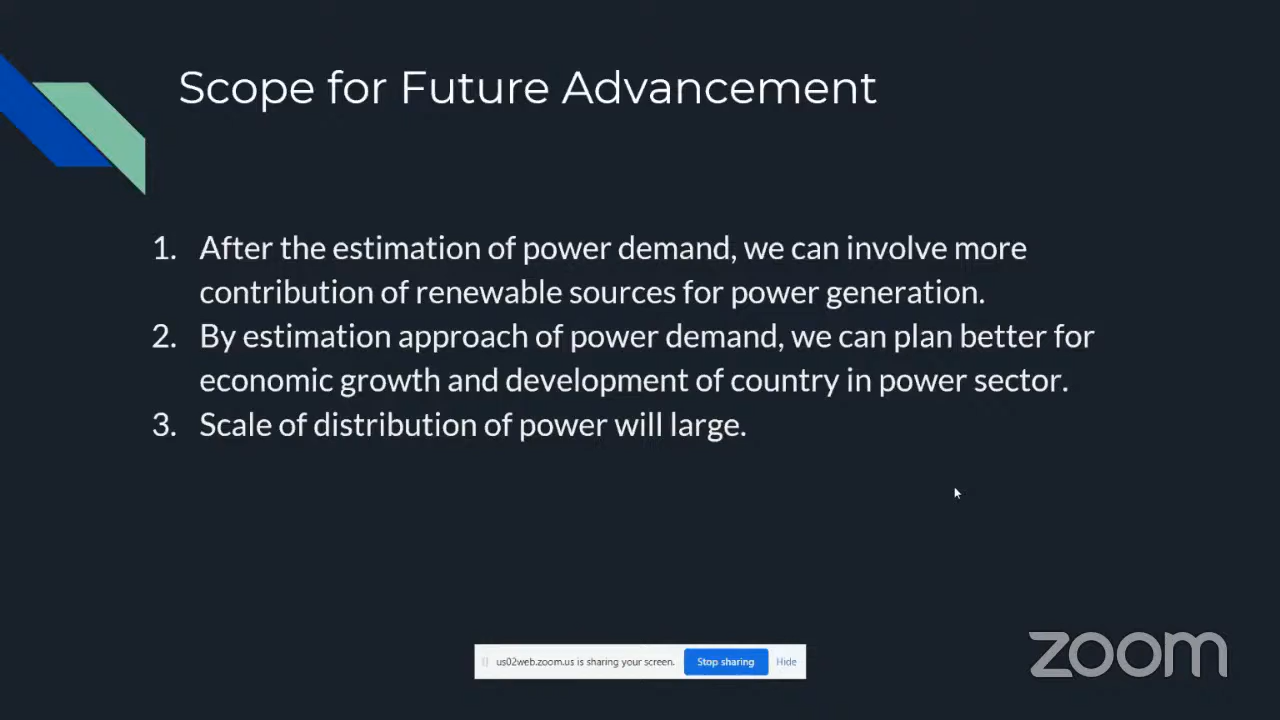 Scope for Future Advancement
1. After the estimation of power demand, we can involve more
contribution of renewable sources for power generation.
2. By estimation approach of power demand, we can plan better for
economic growth and development of country in power sector.
3. Scale of distribution of power will large.
us02web.zoom.us is sharing your screen. Stop sharing Hide
zoom